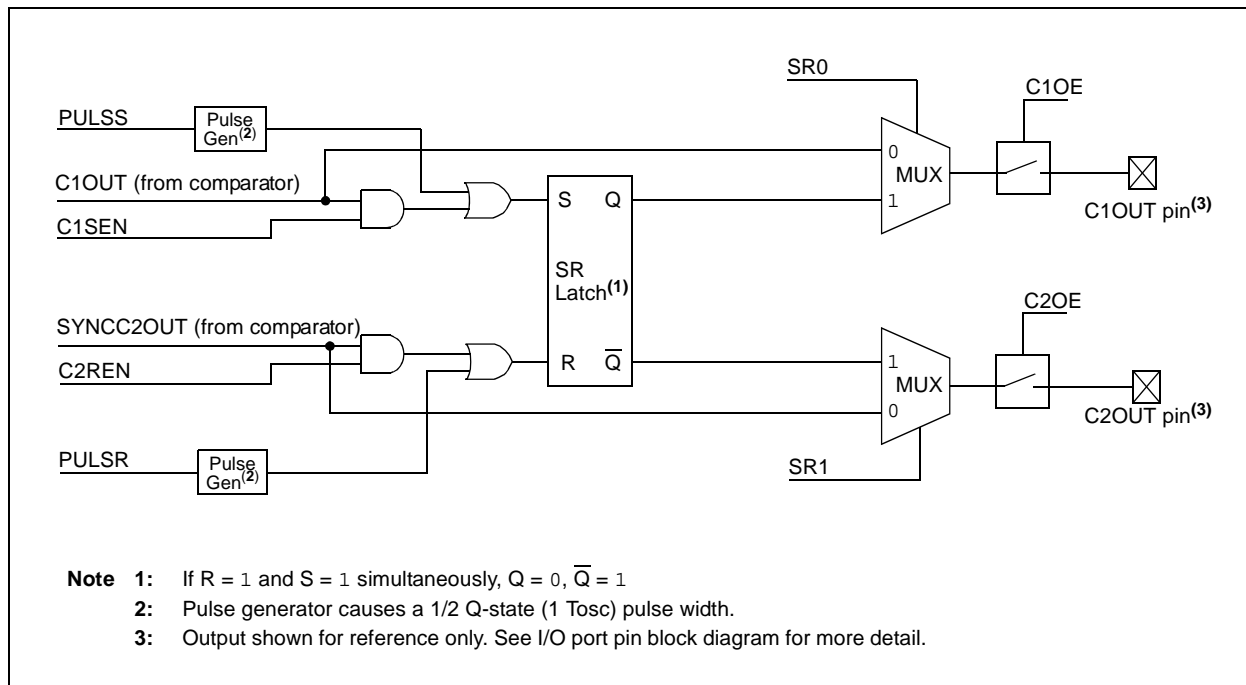 SR0
C1OE
PULSS
Pulse
Gen(2)
0
MUX
1
C1OUT (from comparator)
C1SEN
S Q
C1OUT pin(3)
SR
Latch(1)
C2OE
SYNCC2OUT (from comparator)
C2REN
R Q̅
1
MUX
0
C2OUT pin(3)
PULSR
Pulse
Gen(2)
SR1
Note 1: If R = 1 and S = 1 simultaneously, Q = 0, Q̅ = 1
2: Pulse generator causes a 1/2 Q-state (1 Tosc) pulse width.
3: Output shown for reference only. See I/O port pin block diagram for more detail.